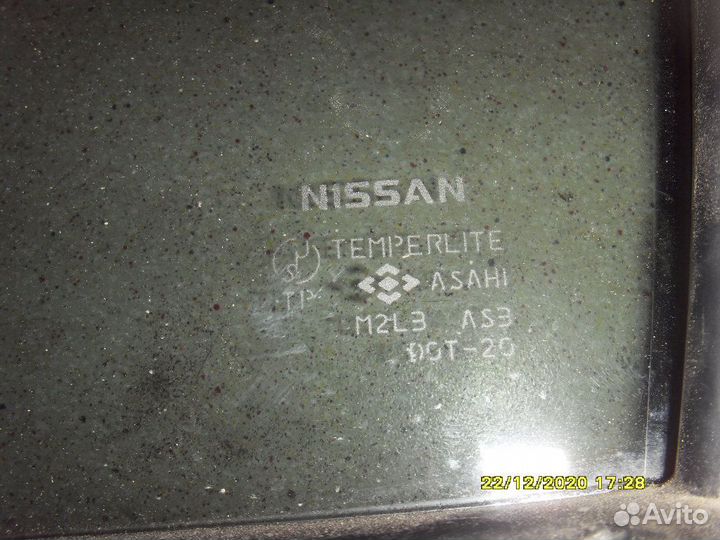 NISSAN
TEMPERLITE
ASAHI
M2L3 AS3
DOT-20
22/12/2020 17:28
Avito